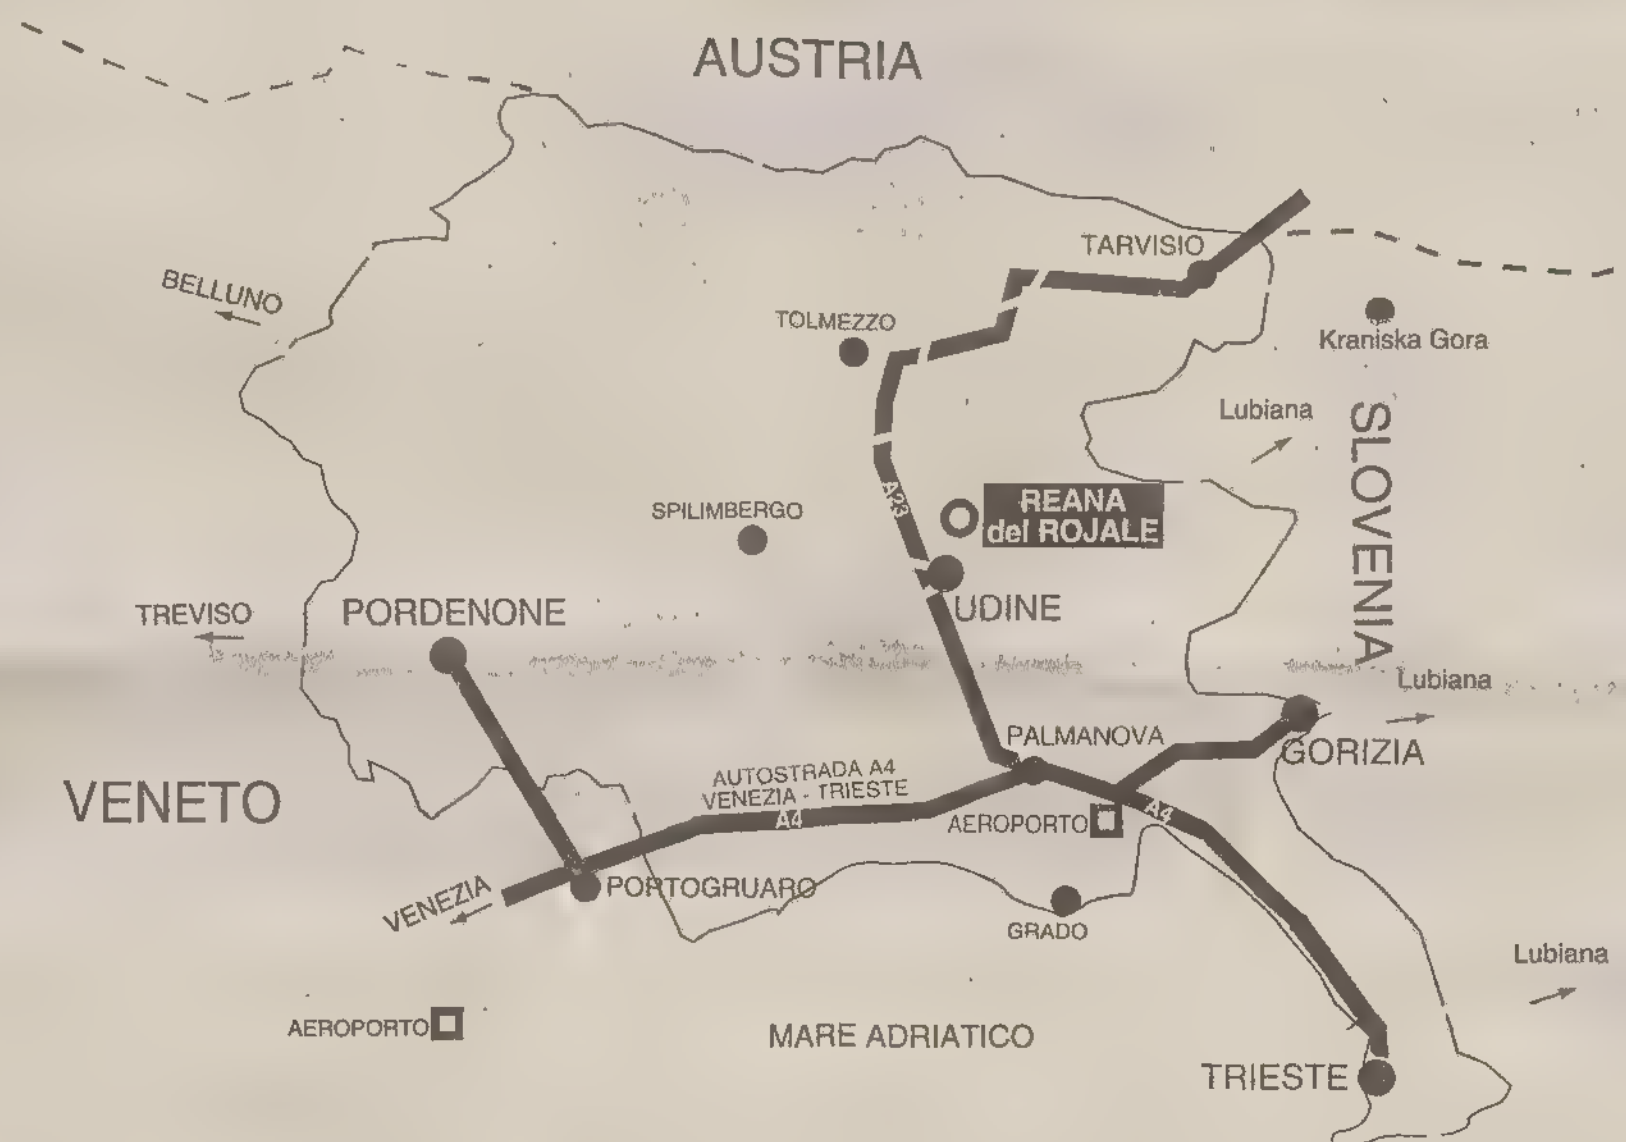 AUSTRIA
TARVISIO
BELLUNO
TOLMEZZO
Kraniska Gora
Lubiana
SLOVENIA
A23
REANA
del ROJALE
SPILIMBERGO
UDINE
TREVISO
PORDENONE
Lubiana
PALMANOVA
GORIZIA
VENETO
AUTOSTRADA A4
VENEZIA - TRIESTE
A4
A4
AEROPORTO
VENEZIA
PORTOGRUARO
GRADO
Lubiana
AEROPORTO
MARE ADRIATICO
TRIESTE